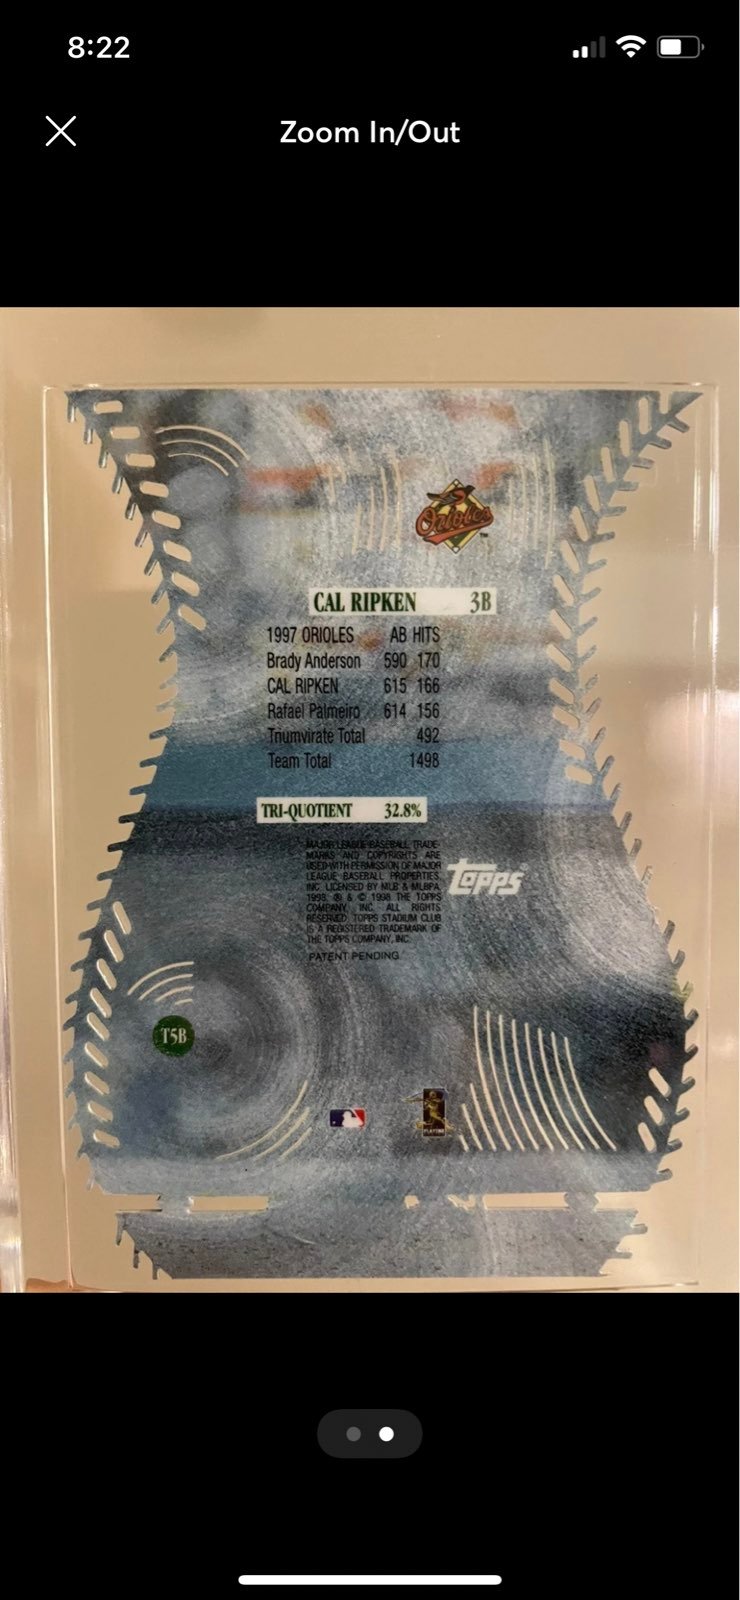 8:22
Zoom In/Out
Orioles
TM
CAL RIPKEN 3B
1997 ORIOLES AB HITS
Brady Anderson 590 170
CAL RIPKEN 615 166
Rafael Palmeiro 614 156
Triumvirate Total 492
Team Total 1498
TRI-QUOTIENT 32.8%
MAJOR LEAGUE BASEBALL TRADE-
MARKS AND COPYRIGHTS ARE
USED WITH PERMISSION OF MAJOR
LEAGUE BASEBALL PROPERTIES,
INC. LICENSED BY MLB & MLBPA.
1998 ® & © 1998 THE TOPPS
COMPANY, INC. ALL RIGHTS
RESERVED. TOPPS STADIUM CLUB
IS A REGISTERED TRADEMARK OF
THE TOPPS COMPANY, INC.
PATENT PENDING
TOPPS
T5B